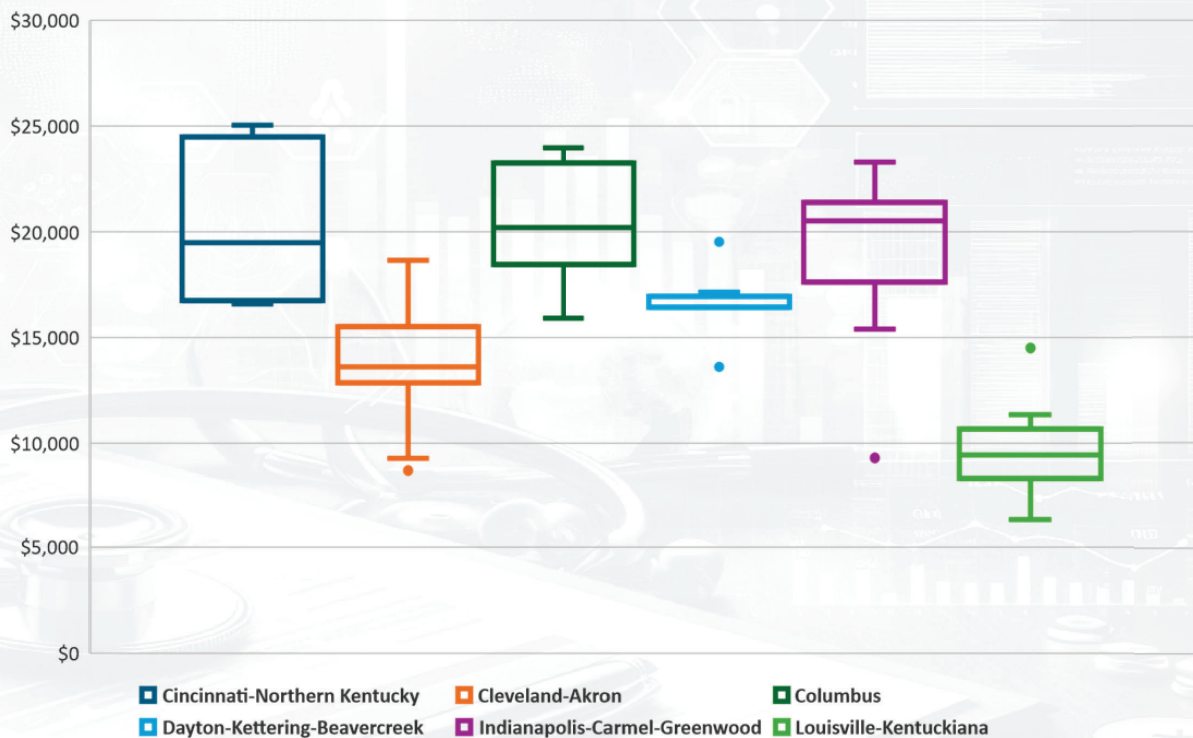 $30,000
$25,000
$20,000
$15,000
$10,000
$5,000
$0
Cincinnati-Northern Kentucky
Cleveland-Akron
Columbus
Dayton-Kettering-Beavercreek
Indianapolis-Carmel-Greenwood
Louisville-Kentuckiana